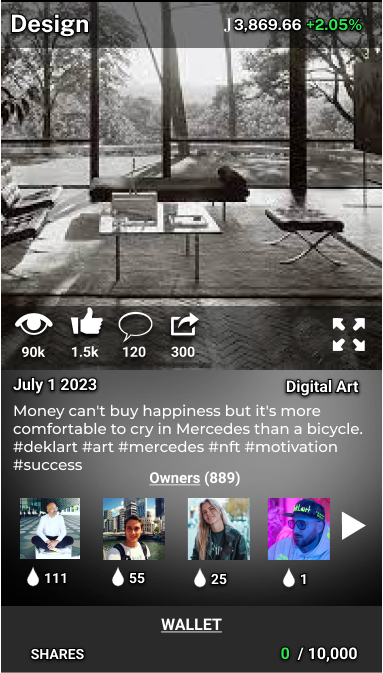 Design
J 3,869.66 +2.05%
90k 1.5k 120 300
July 1 2023
Digital Art
Money can't buy happiness but it's more
comfortable to cry in Mercedes than a bicycle.
#deklart #art #mercedes #nft #motivation
#success
Owners (889)
111 55 25 1
WALLET
SHARES 0 / 10,000